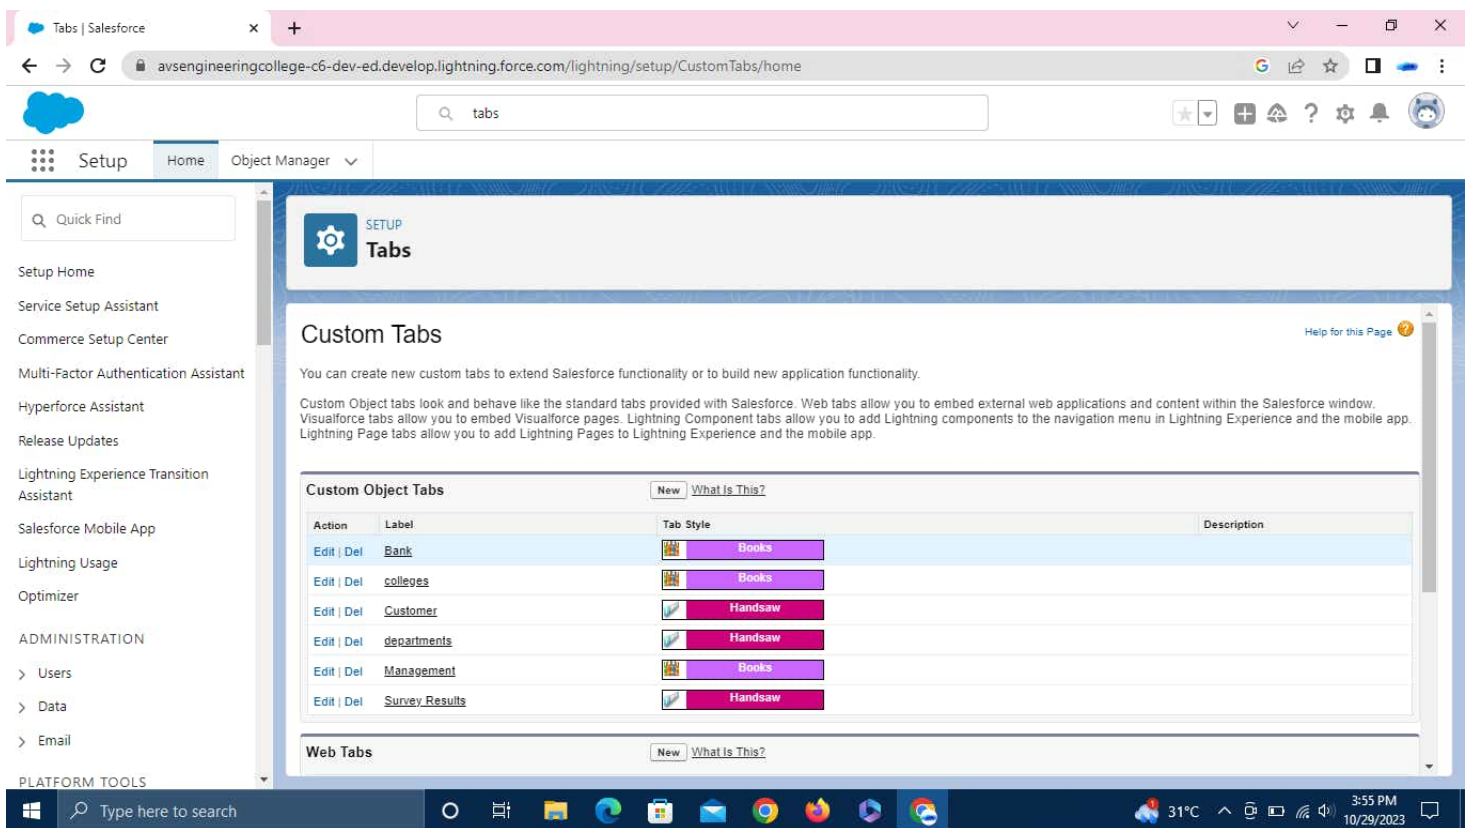 Tabs | Salesforce
avsengineeringcollege-c6-dev-ed.develop.lightning.force.com/lightning/setup/CustomTabs/home
tabs
Setup Home Object Manager
Quick Find
Setup Home
Service Setup Assistant
Commerce Setup Center
Multi-Factor Authentication Assistant
Hyperforce Assistant
Release Updates
Lightning Experience Transition
Assistant
Salesforce Mobile App
Lightning Usage
Optimizer
ADMINISTRATION
Users
Data
Email
PLATFORM TOOLS
SETUP
Tabs
Custom Tabs
Help for this Page
You can create new custom tabs to extend Salesforce functionality or to build new application functionality.
Custom Object tabs look and behave like the standard tabs provided with Salesforce. Web tabs allow you to embed external web applications and content within the Salesforce window.
Visualforce tabs allow you to embed Visualforce pages. Lightning Component tabs allow you to add Lightning components to the navigation menu in Lightning Experience and the mobile app.
Lightning Page tabs allow you to add Lightning Pages to Lightning Experience and the mobile app.
Custom Object Tabs New What Is This?
Action Label Tab Style Description
Edit | Del Bank Books
Edit | Del colleges Books
Edit | Del Customer Handsaw
Edit | Del departments Handsaw
Edit | Del Management Books
Edit | Del Survey Results Handsaw
Web Tabs New What Is This?
Type here to search
31°C
3:55 PM
10/29/2023